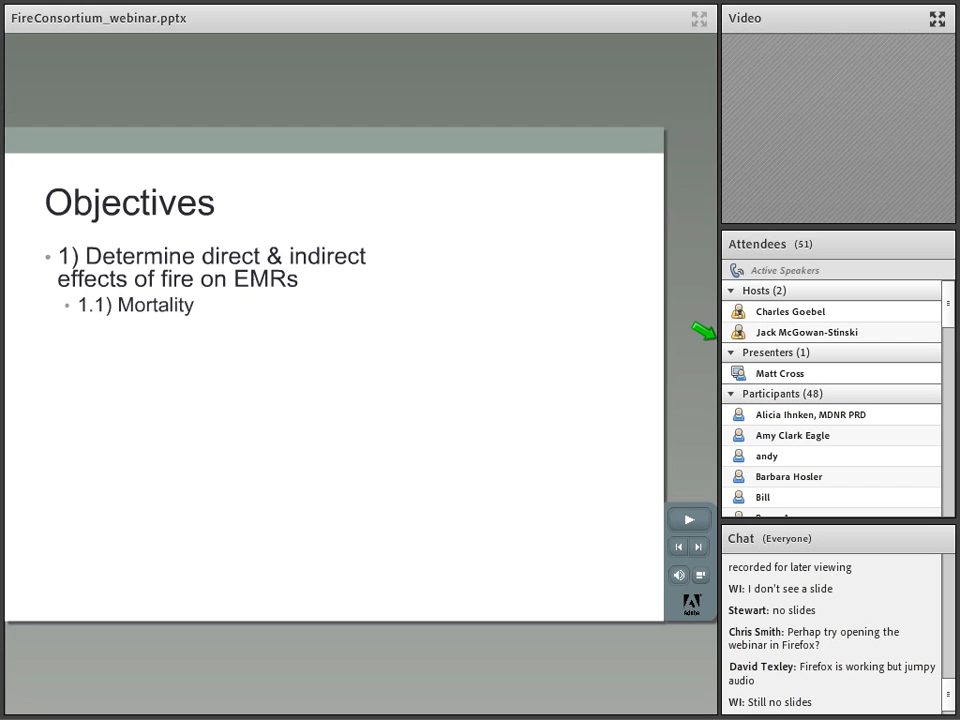 FireConsortium_webinar.pptx
Objectives
• 1) Determine direct & indirect
effects of fire on EMRs
• 1.1) Mortality
Adobe
Video
Attendees (51)
Active Speakers
Hosts (2)
Charles Goebel
Jack McGowan-Stinski
Presenters (1)
Matt Cross
Participants (48)
Alicia Ihnken, MDNR PRD
Amy Clark Eagle
andy
Barbara Hosler
Bill
Chat (Everyone)
recorded for later viewing
WI: I don't see a slide
Stewart: no slides
Chris Smith: Perhap try opening the
webinar in Firefox?
David Texley: Firefox is working but jumpy
audio
WI: Still no slides